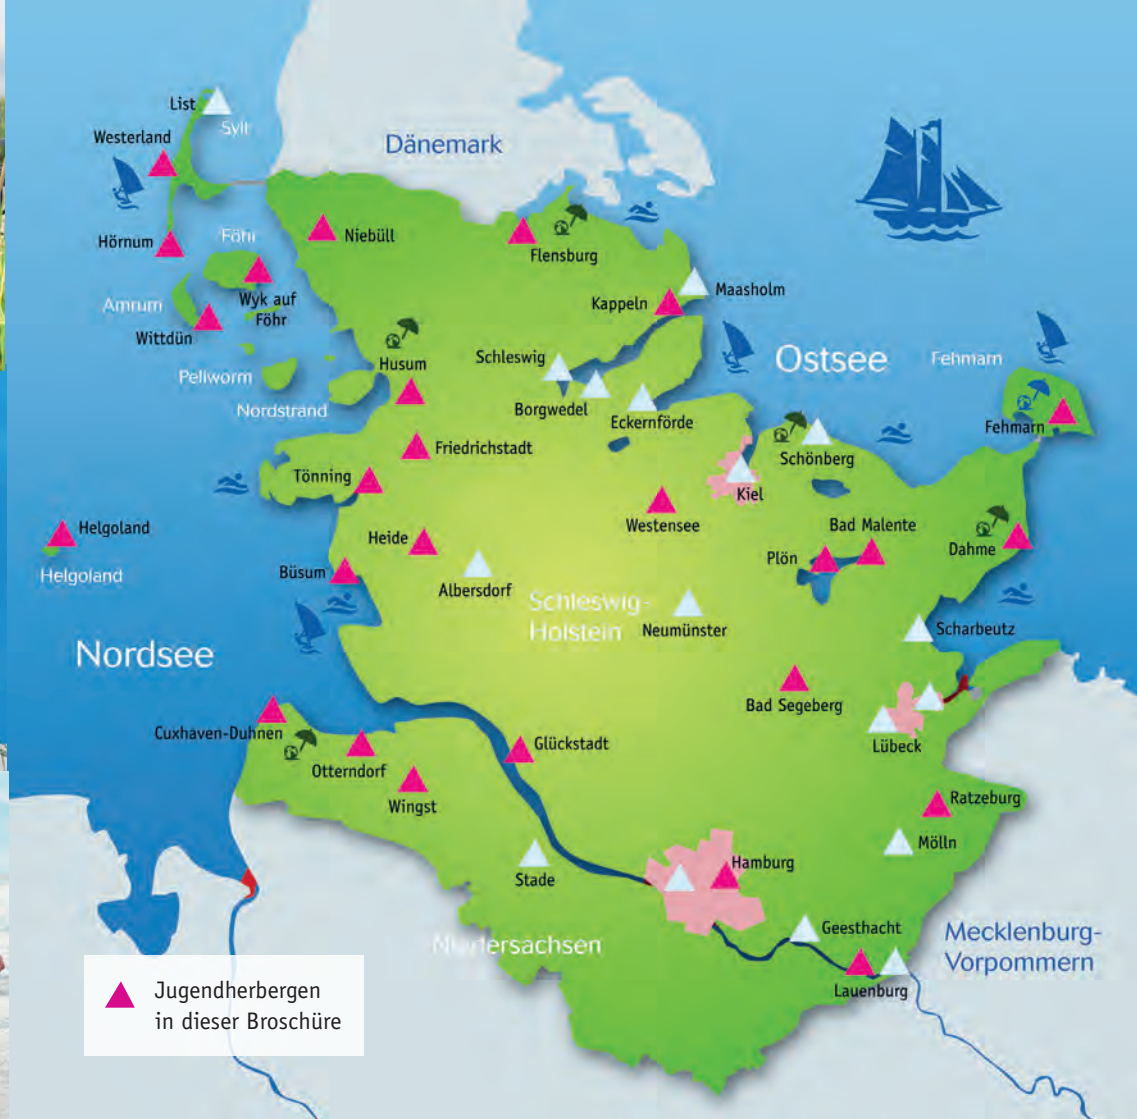 List
Sylt
Westerland
Dänemark
Hörnum
Föhr
Niebüll
Flensburg
Maasholm
Amrum
Wyk auf
Föhr
Kappeln
Wittdün
Schleswig
Ostsee
Fehmarn
Husum
Pellworm
Nordstrand
Borgwedel
Eckernförde
Fehmarn
Friedrichstadt
Schönberg
Tönning
Kiel
Helgoland
Westensee
Bad Malente
Heide
Dahme
Plön
Helgoland
Büsum
Albersdorf
Schleswig-
Holstein
Neumünster
Scharbeutz
Nordsee
Bad Segeberg
Cuxhaven-Duhnen
Glückstadt
Lübeck
Otterndorf
Wingst
Ratzeburg
Mölln
Hamburg
Stade
Geesthacht
Niedersachsen
Mecklenburg-
Vorpommern
Lauenburg
Jugendherbergen
in dieser Broschüre